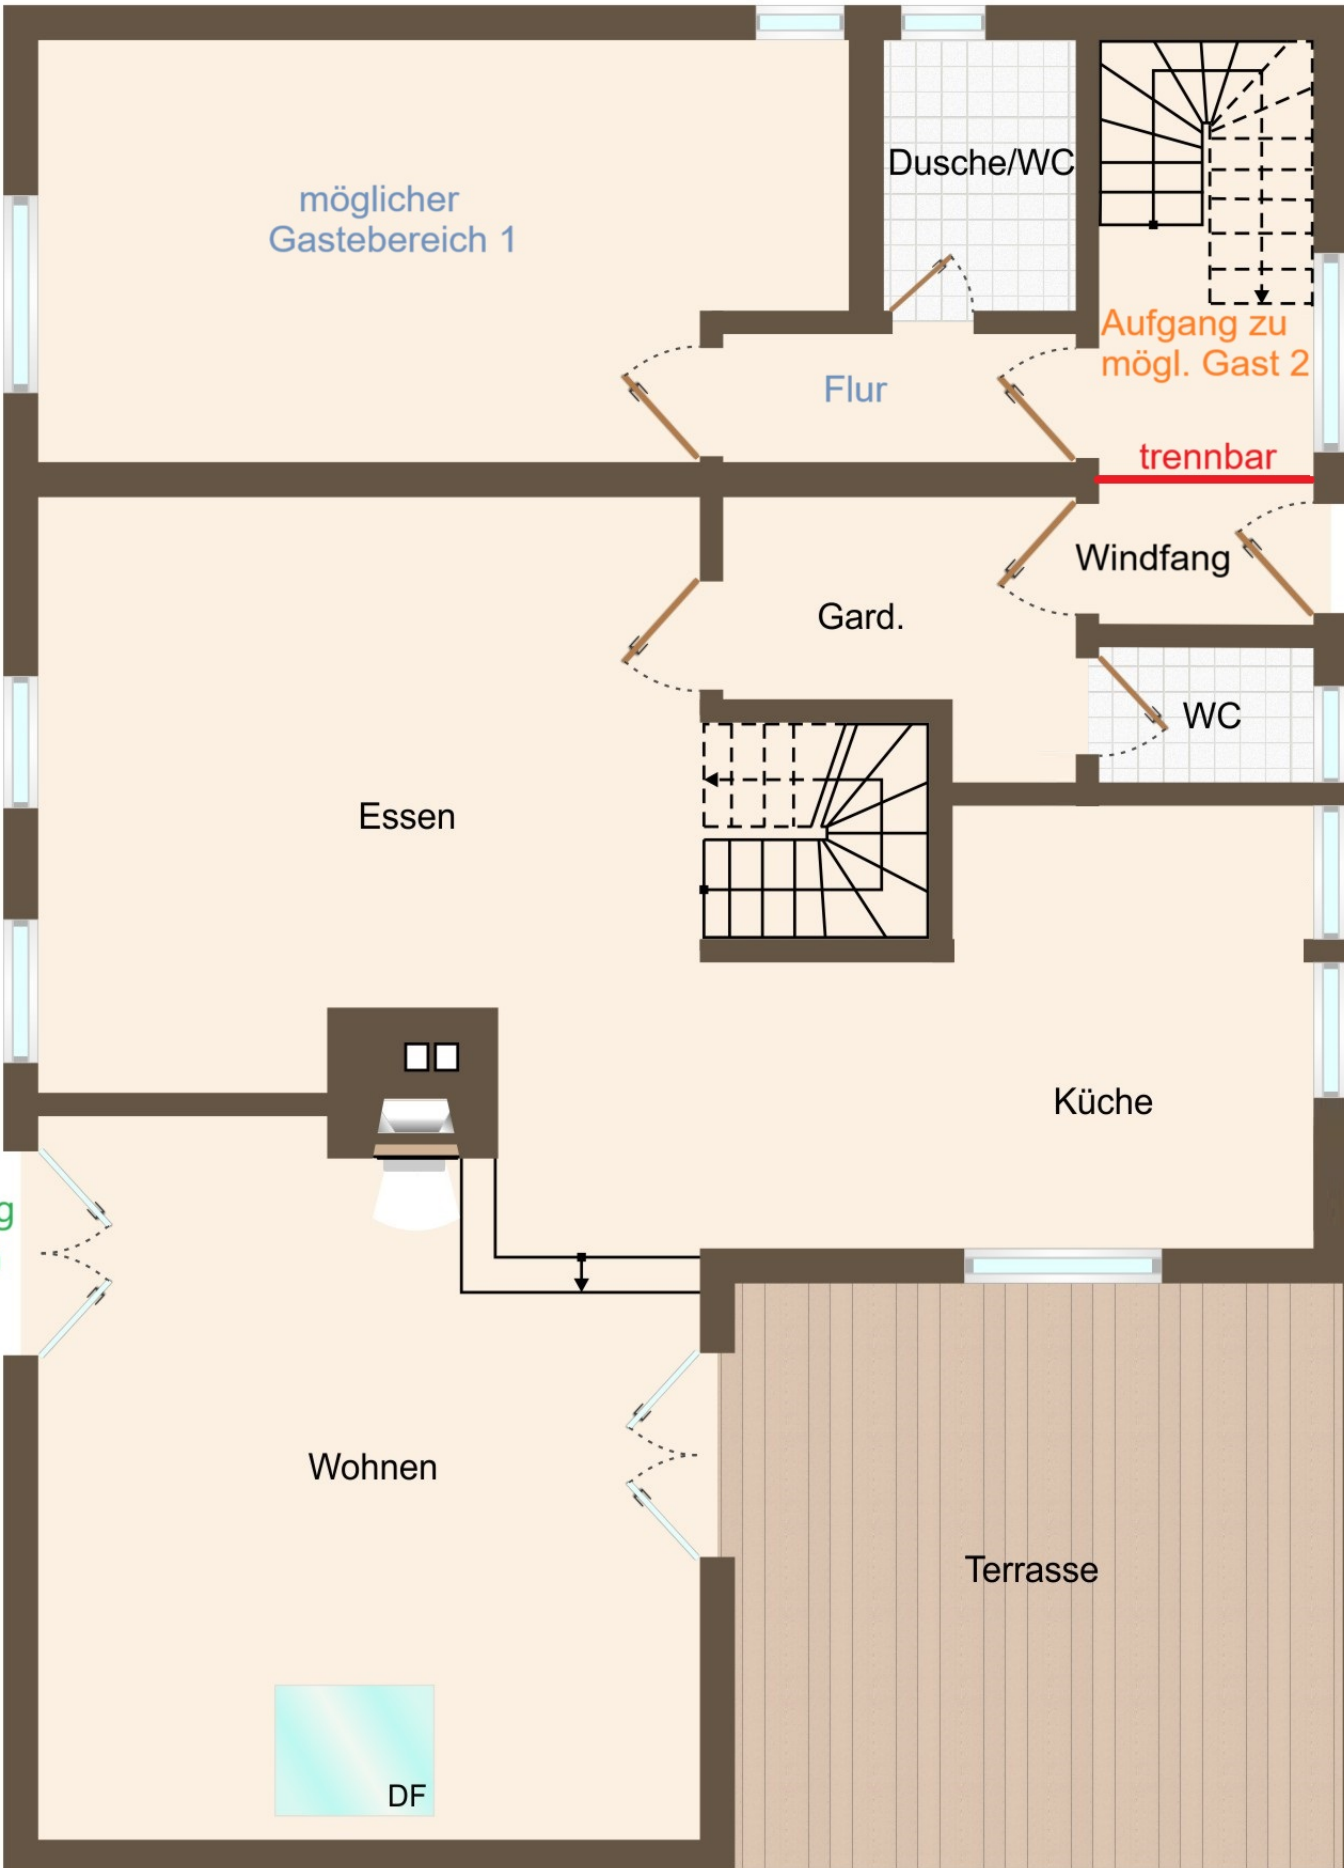 Dusche/WC
möglicher
Gastebereich 1
Aufgang zu
mögl. Gast 2
Flur
trennbar
Windfang
Gard.
WC
Essen
Küche
g
Wohnen
Terrasse
DF